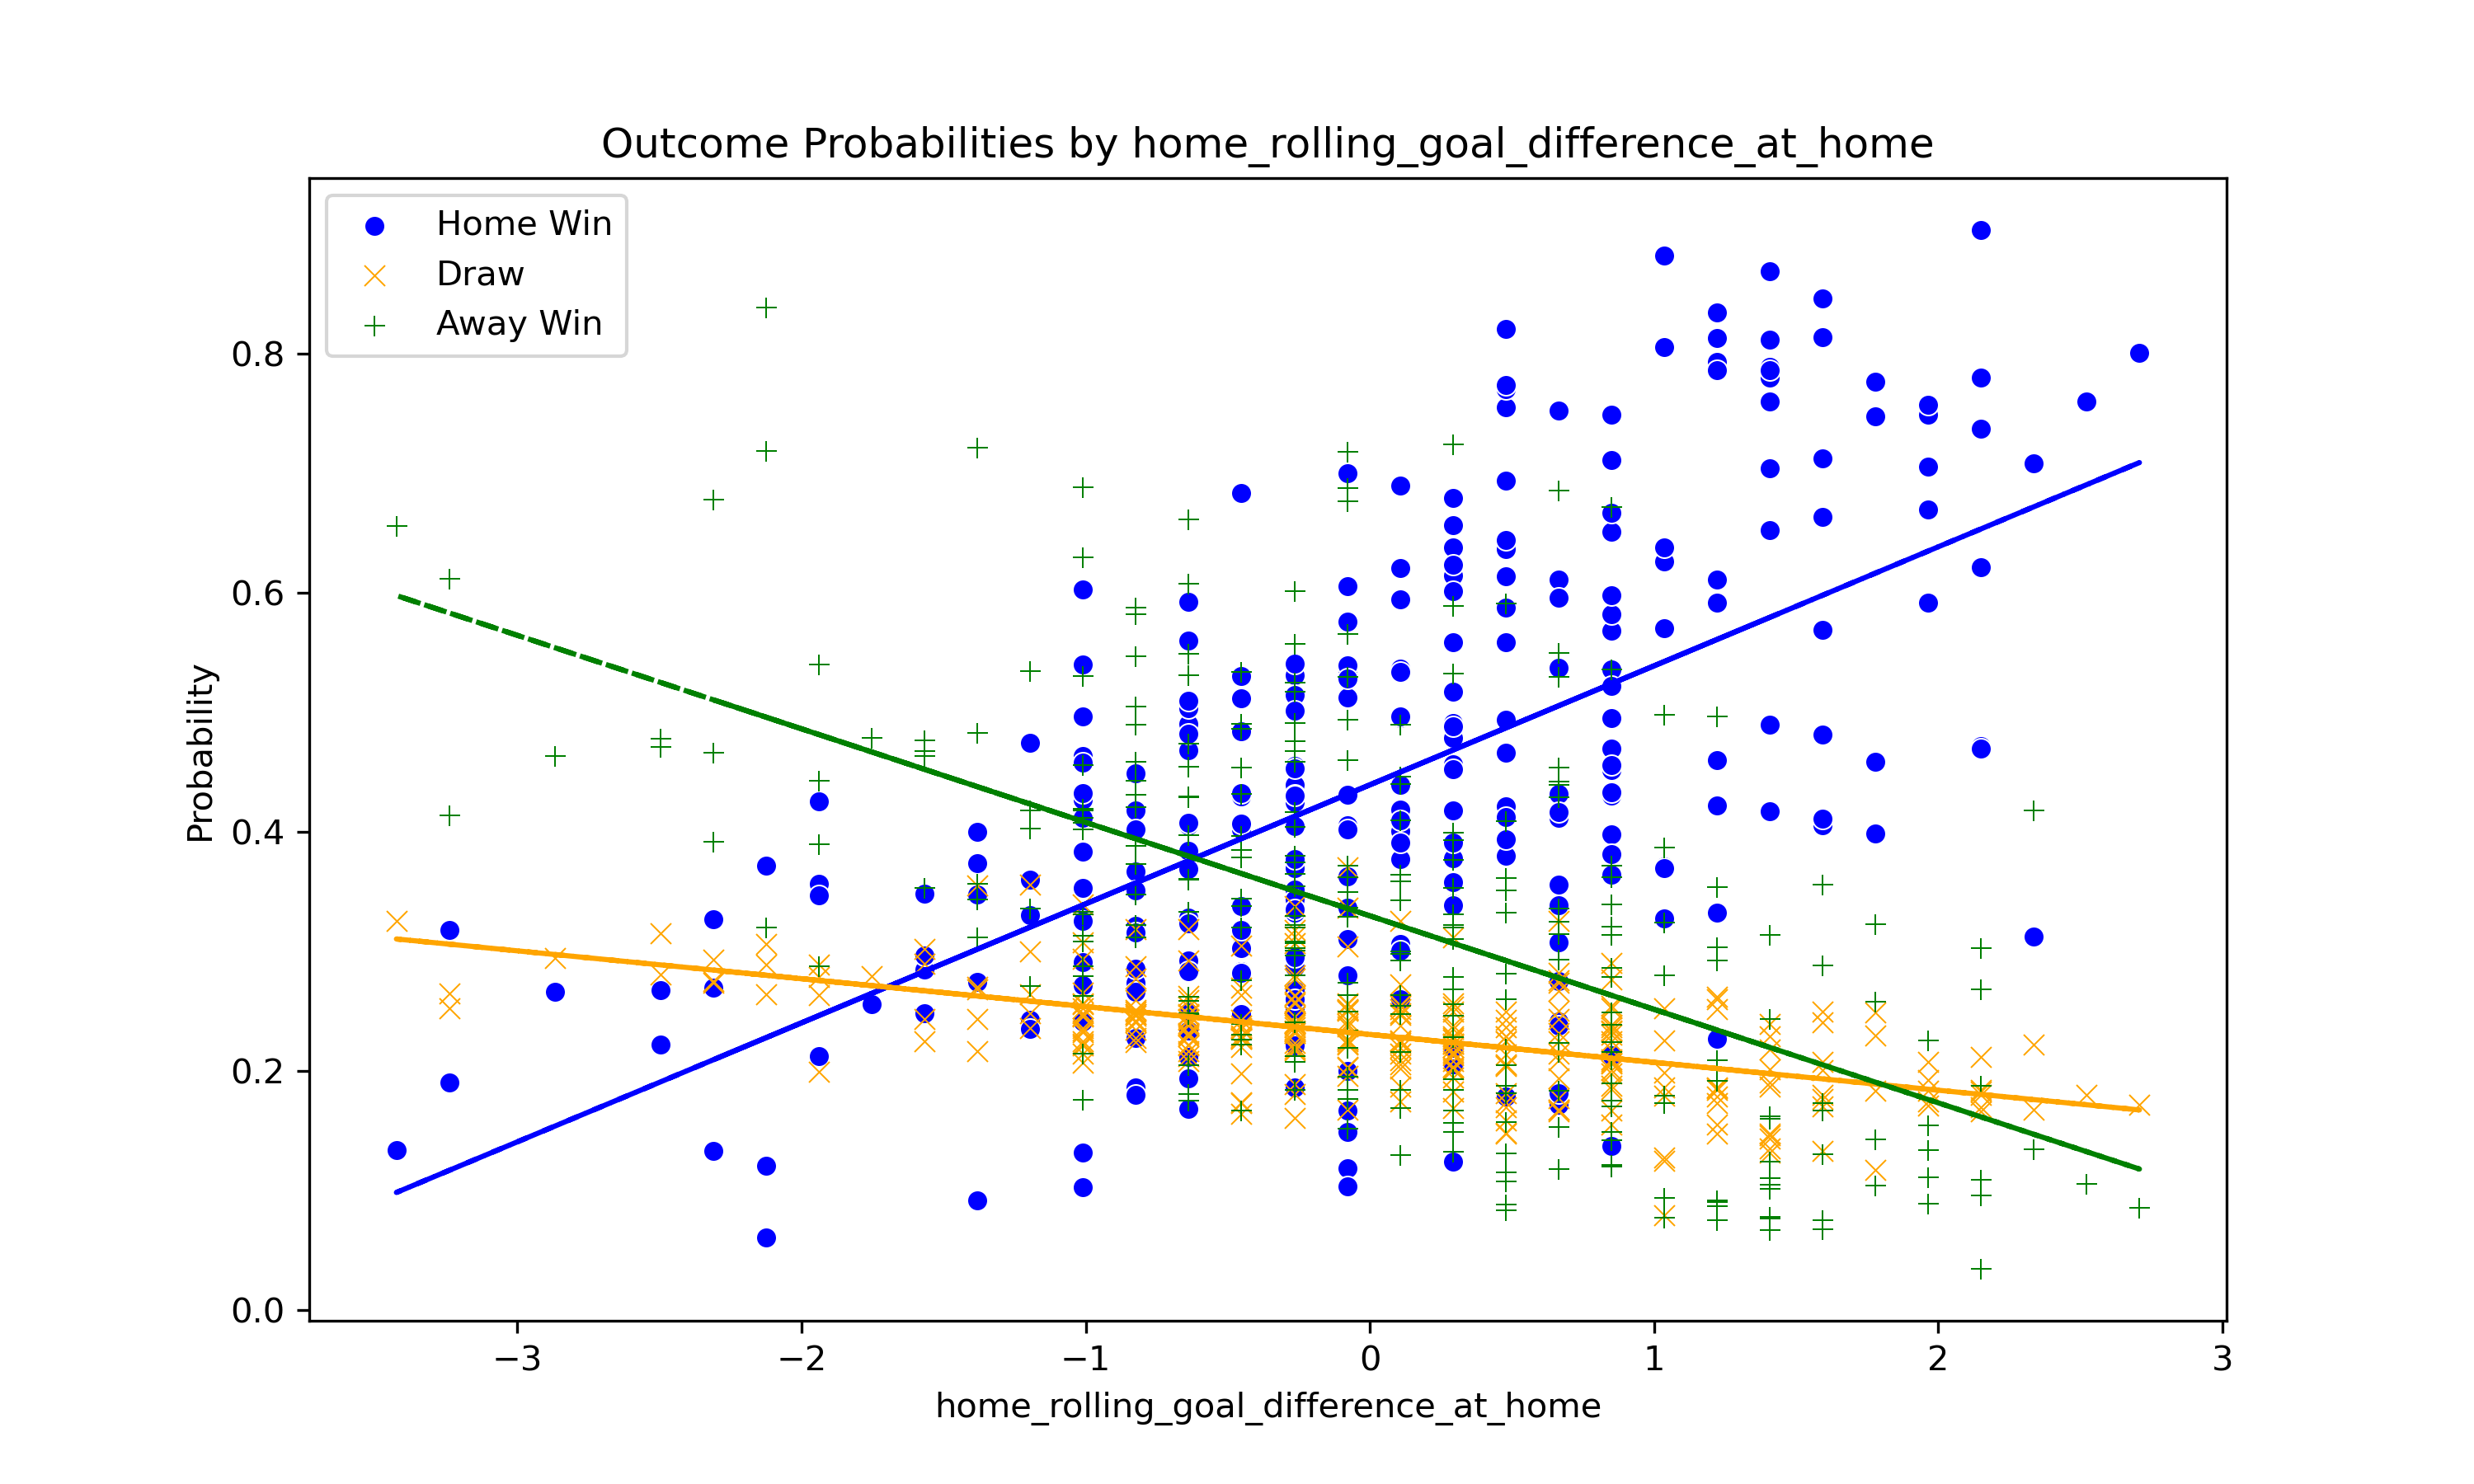 Outcome Probabilities by home_rolling_goal_difference_at_home
Home Win
Draw
Away Win
Probability
0.8
0.6
0.4
0.2
0.0
−3
−2
−1
0
1
2
3
home_rolling_goal_difference_at_home